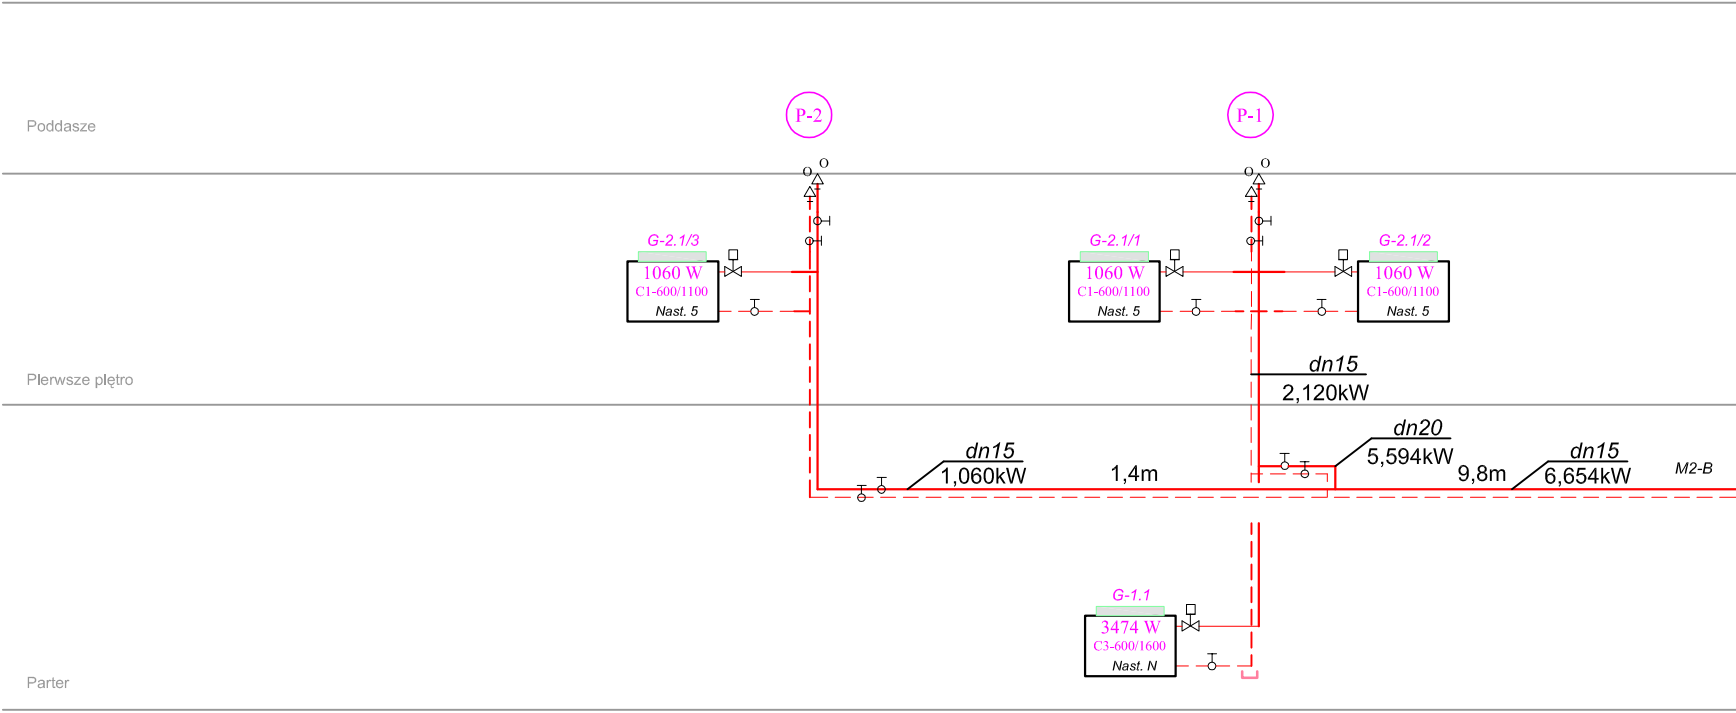 Poddasze
P-2
P-1
O
O
O
O
G-2.1/3
1060 W
C1-600/1100
Nast. 5
G-2.1/1
1060 W
C1-600/1100
Nast. 5
G-2.1/2
1060 W
C1-600/1100
Nast. 5
PIerwsze pIętro
dn15
2,120kW
dn15
1,060kW
1,4m
dn20
5,594kW
9,8m
dn15
6,654kW
M2-B
G-1.1
3474 W
C3-600/1600
Nast. N
Parter